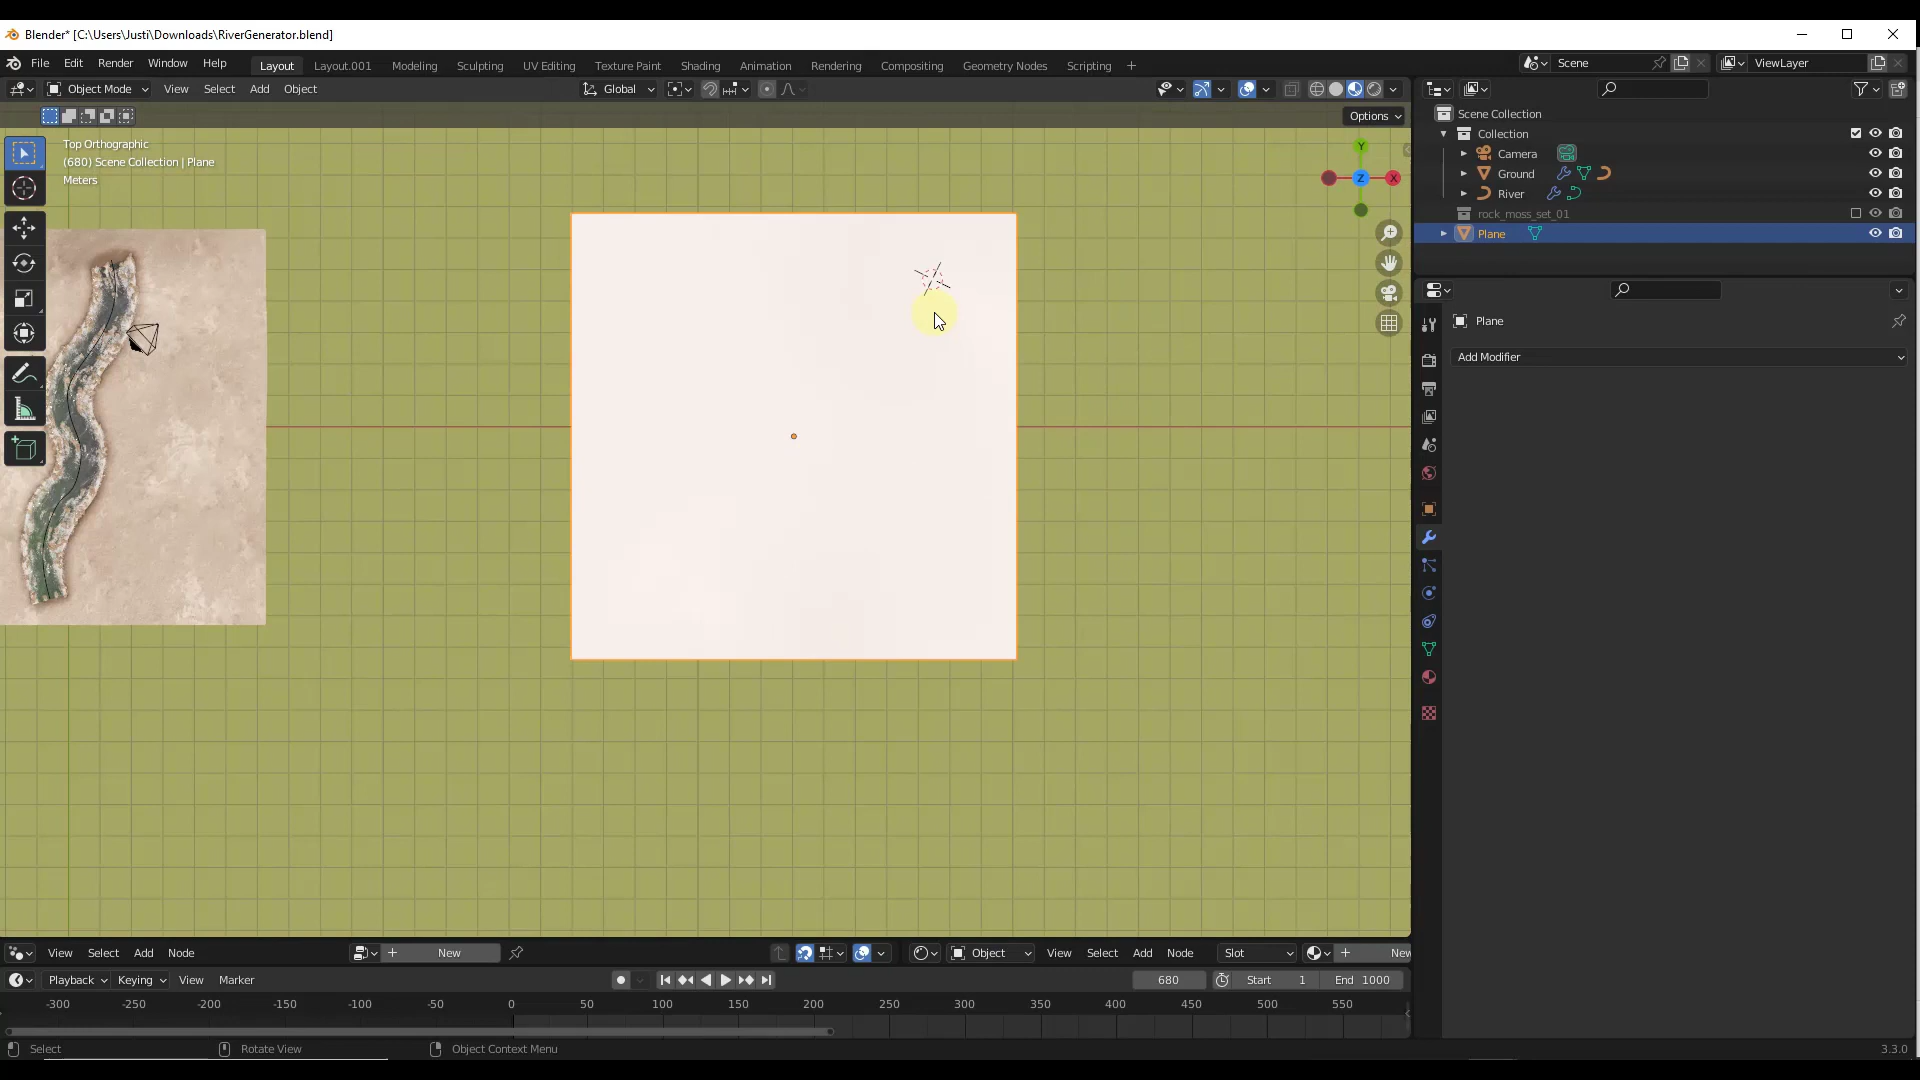 Blender* [C:\Users\Justi\Downloads\RiverGenerator.blend]
File Edit Render Window Help Layout Layout.001 Modeling Sculpting UV Editing Texture Paint Shading Animation Rendering Compositing Geometry Nodes Scripting + Scene ViewLayer
Object Mode View Select Add Object Global
Options
Top Orthographic
(680) Scene Collection | Plane
Meters
Y
Z
X
Scene Collection
Collection
Camera
Ground
River
rock_moss_set_01
Plane
Plane
Add Modifier
View Select Add Node New Object View Select Add Node Slot New
Playback Keying View Marker 680 Start 1 End 1000
-300 -250 -200 -150 -100 -50 0 50 100 150 200 250 300 350 400 450 500 550
Select Rotate View Object Context Menu 3.3.0